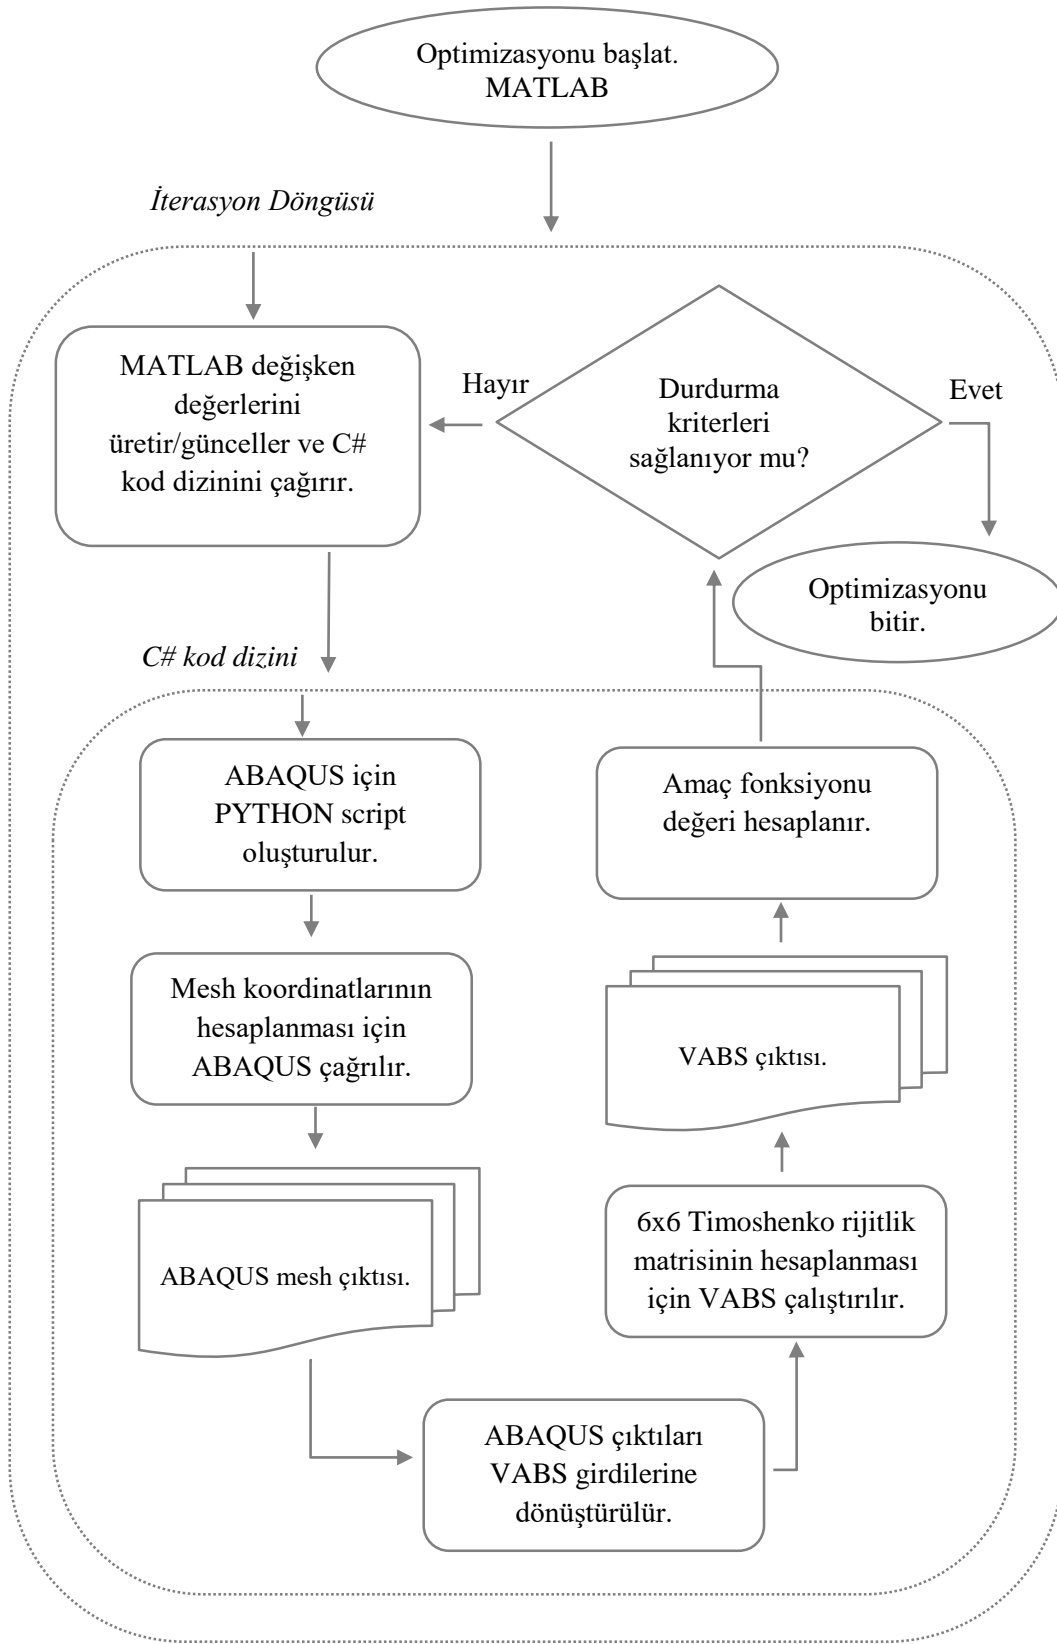 Optimizasyonu başlat.
MATLAB
İterasyon Döngüsü
MATLAB değişken
değerlerini
üretir/günceller ve C#
kod dizinini çağırır.
Hayır
Durdurma
kriterleri
sağlanıyor mu?
Evet
Optimizasyonu
bitir.
C# kod dizini
ABAQUS için
PYTHON script
oluşturulur.
Amaç fonksiyonu
değeri hesaplanır.
Mesh koordinatlarının
hesaplanması için
ABAQUS çağrılır.
VABS çıktısı.
ABAQUS mesh çıktısı.
6x6 Timoshenko rijitlik
matrisinin hesaplanması
için VABS çalıştırılır.
ABAQUS çıktıları
VABS girdilerine
dönüştürülür.